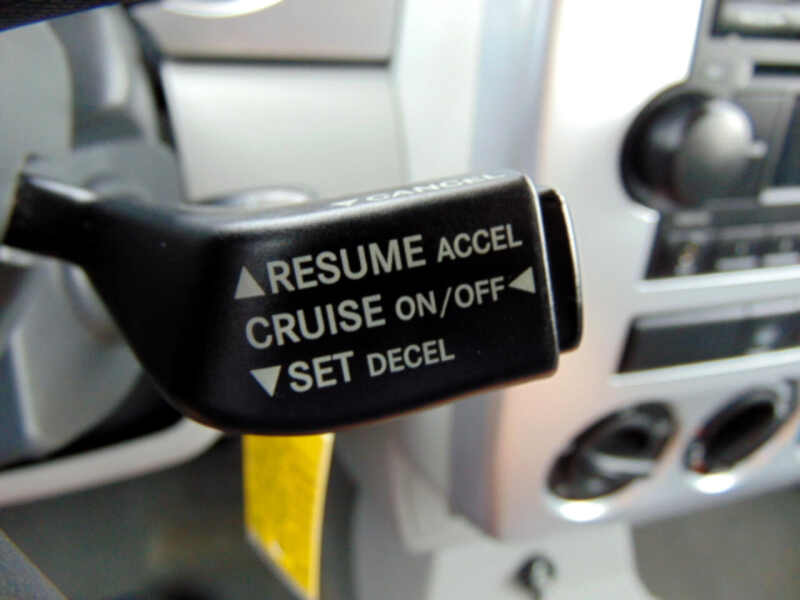 ▼CANCEL
▲RESUME ACCEL
CRUISE ON/OFF◀
▼SET DECEL